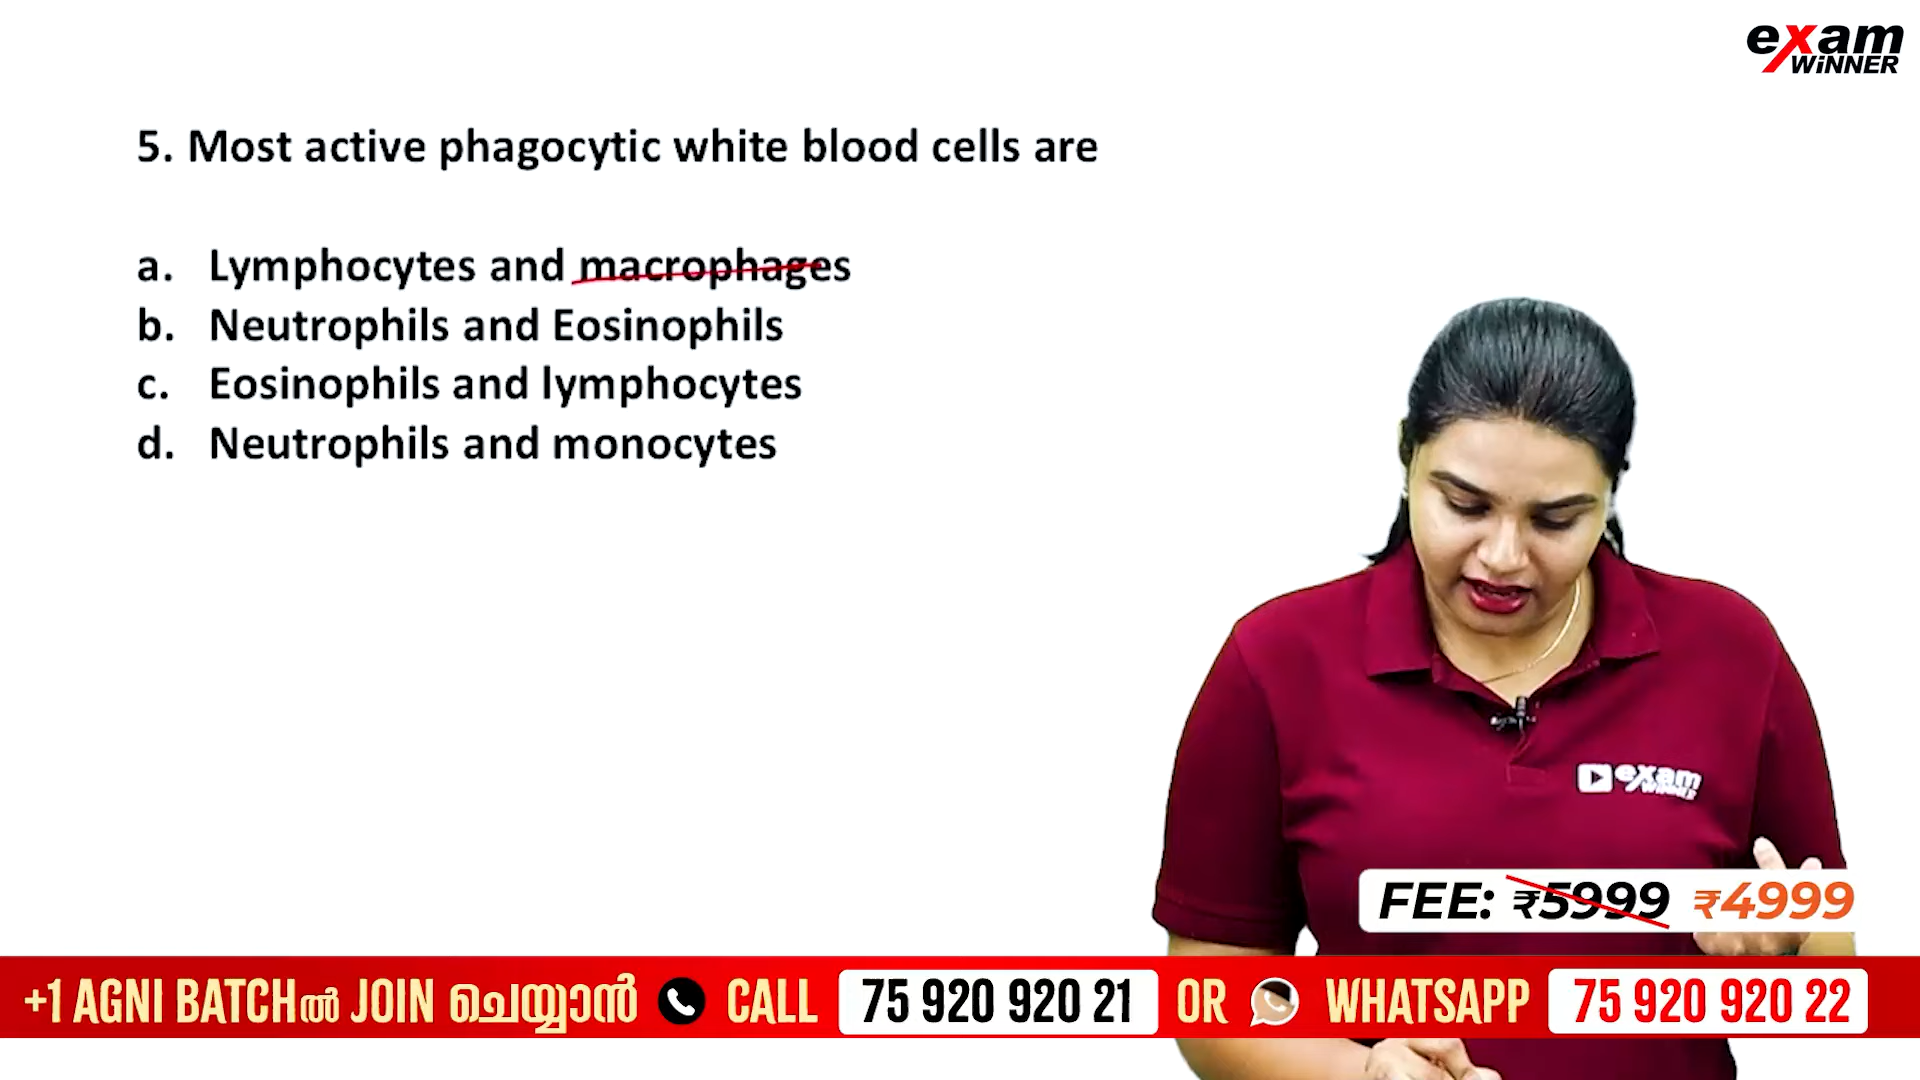 exam
WiNNER
5. Most active phagocytic white blood cells are
a. Lymphocytes and macrophages
b. Neutrophils and Eosinophils
c. Eosinophils and lymphocytes
d. Neutrophils and monocytes
exam
WiNNER
FEE: ₹5999 ₹4999
+1 AGNI BATCHൽ JOIN ചെയ്യാൻ CALL 75 920 920 21 OR WHATSAPP 75 920 920 22